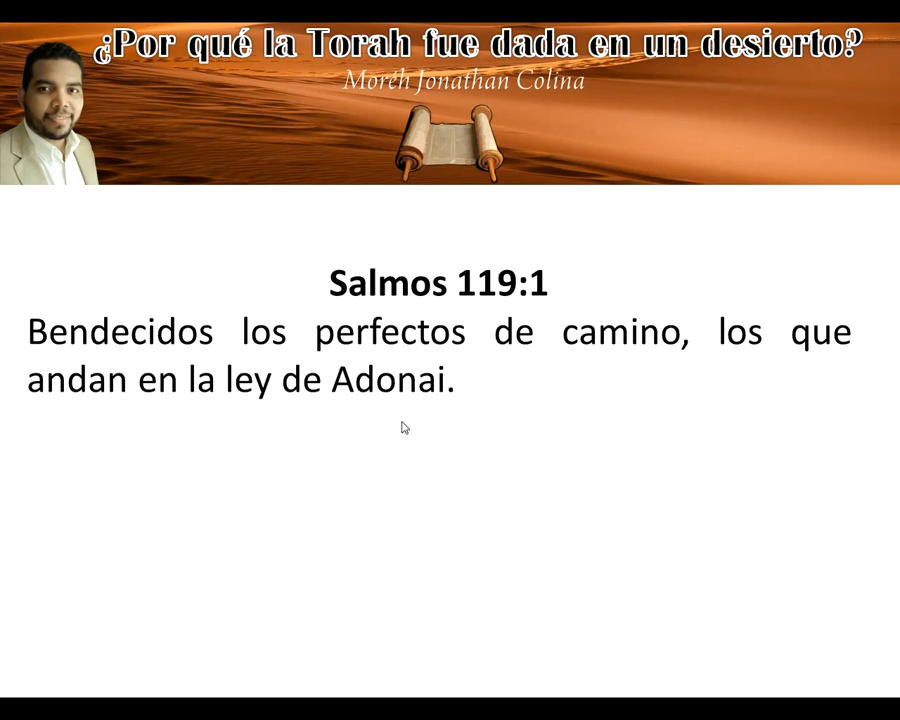 ¿Por qué la Torah fue dada en un desierto?
Moréh Jonathan Colina
Salmos 119:1
Bendecidos los perfectos de camino, los que
andan en la ley de Adonai.